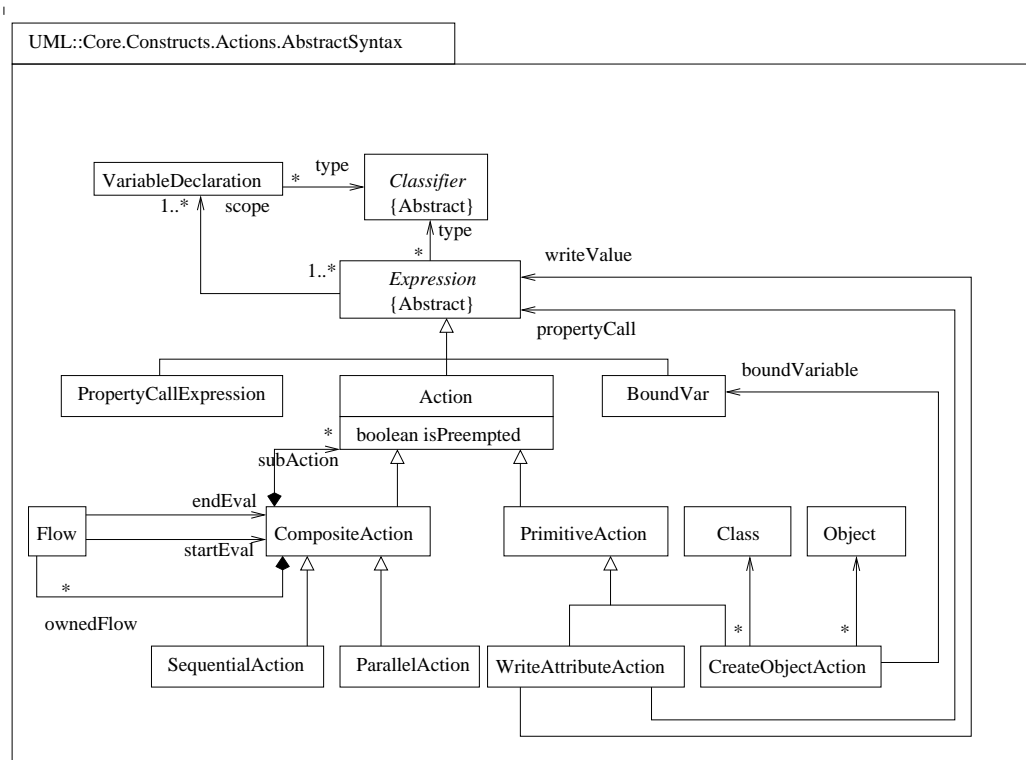 UML::Core.Constructs.Actions.AbstractSyntax
type
VariableDeclaration
*
Classifier
{Abstract}
1..*
scope
type
*
writeValue
1..*
Expression
{Abstract}
propertyCall
boundVariable
PropertyCallExpression
Action
BoundVar
*
boolean isPreempted
subAction
endEval
Flow
CompositeAction
PrimitiveAction
Class
Object
startEval
*
ownedFlow
*
*
SequentialAction
ParallelAction
WriteAttributeAction
CreateObjectAction